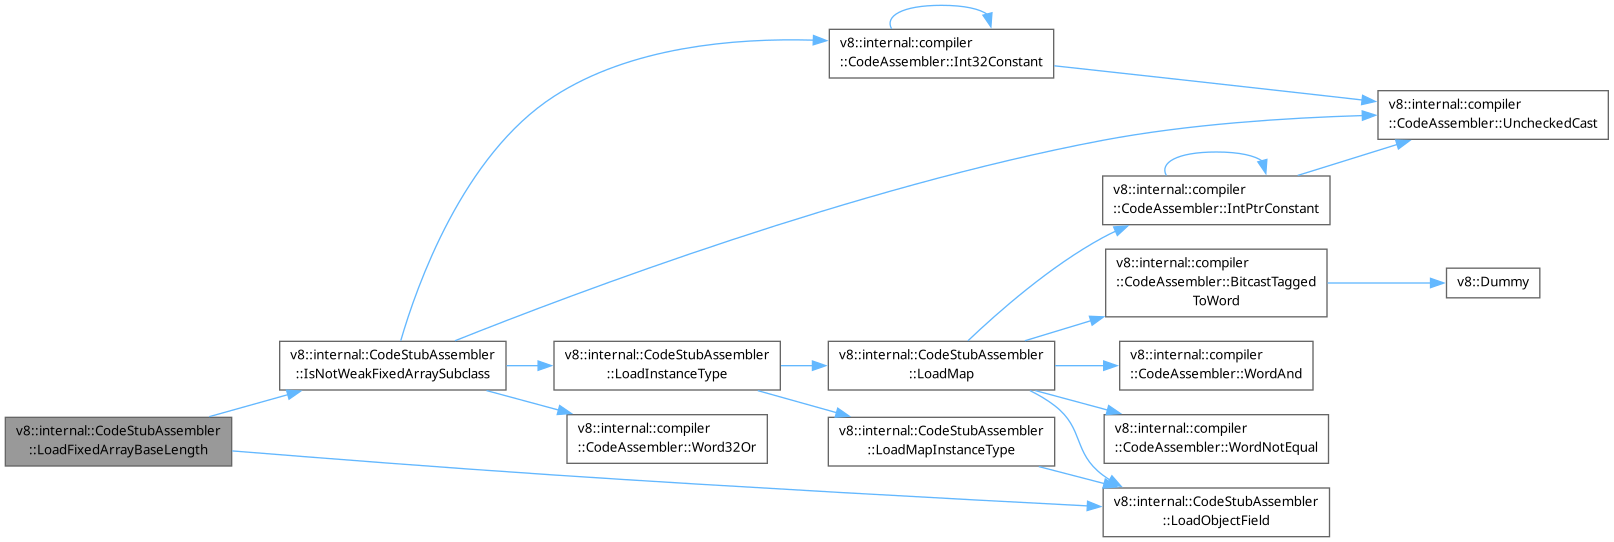 v8::internal::compiler
::CodeAssembler::Int32Constant
v8::internal::compiler
::CodeAssembler::UncheckedCast
v8::internal::compiler
::CodeAssembler::IntPtrConstant
v8::internal::compiler
::CodeAssembler::BitcastTagged
ToWord
v8::Dummy
v8::internal::CodeStubAssembler
::IsNotWeakFixedArraySubclass
v8::internal::CodeStubAssembler
::LoadInstanceType
v8::internal::CodeStubAssembler
::LoadMap
v8::internal::compiler
::CodeAssembler::WordAnd
v8::internal::CodeStubAssembler
::LoadFixedArrayBaseLength
v8::internal::compiler
::CodeAssembler::Word32Or
v8::internal::CodeStubAssembler
::LoadMapInstanceType
v8::internal::compiler
::CodeAssembler::WordNotEqual
v8::internal::CodeStubAssembler
::LoadObjectField